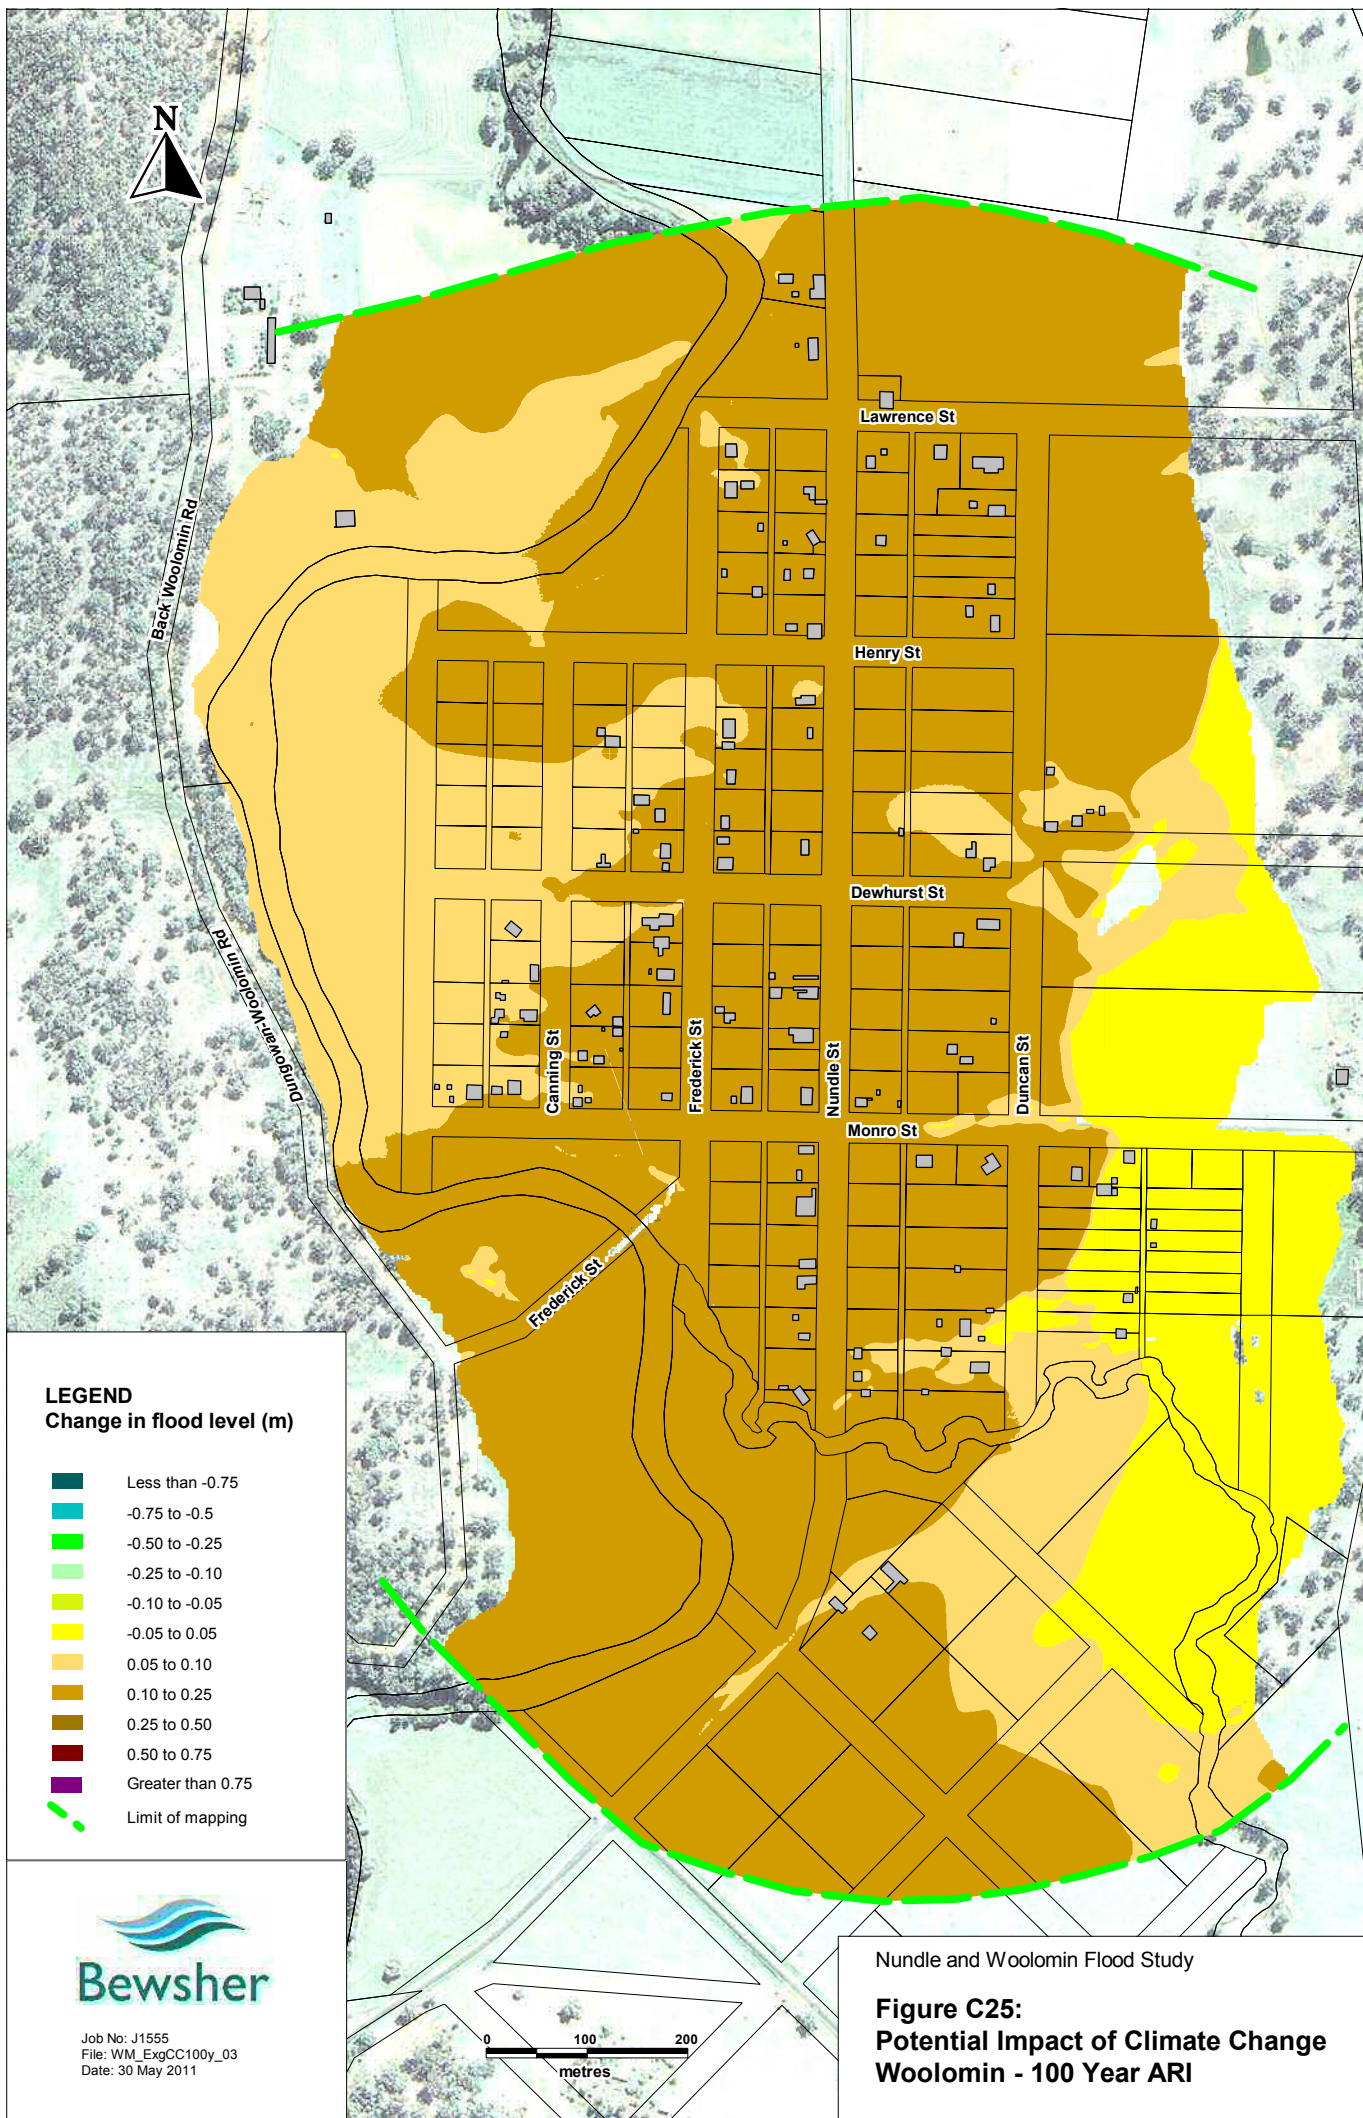 N
Lawrence St
Back Woolomin Rd
Henry St
Dewhurst St
Dungowan-Woolomin Rd
Canning St
Frederick St
Nundle St
Duncan St
Monro St
Frederick St
LEGEND
Change in flood level (m)
Less than -0.75
-0.75 to -0.5
-0.50 to -0.25
-0.25 to -0.10
-0.10 to -0.05
-0.05 to 0.05
0.05 to 0.10
0.10 to 0.25
0.25 to 0.50
0.50 to 0.75
Greater than 0.75
Limit of mapping
Bewsher
Job No: J1555
File: WM_ExgCC100y_03
Date: 30 May 2011
0 100 200
metres
Nundle and Woolomin Flood Study
Figure C25:
Potential Impact of Climate Change
Woolomin - 100 Year ARI